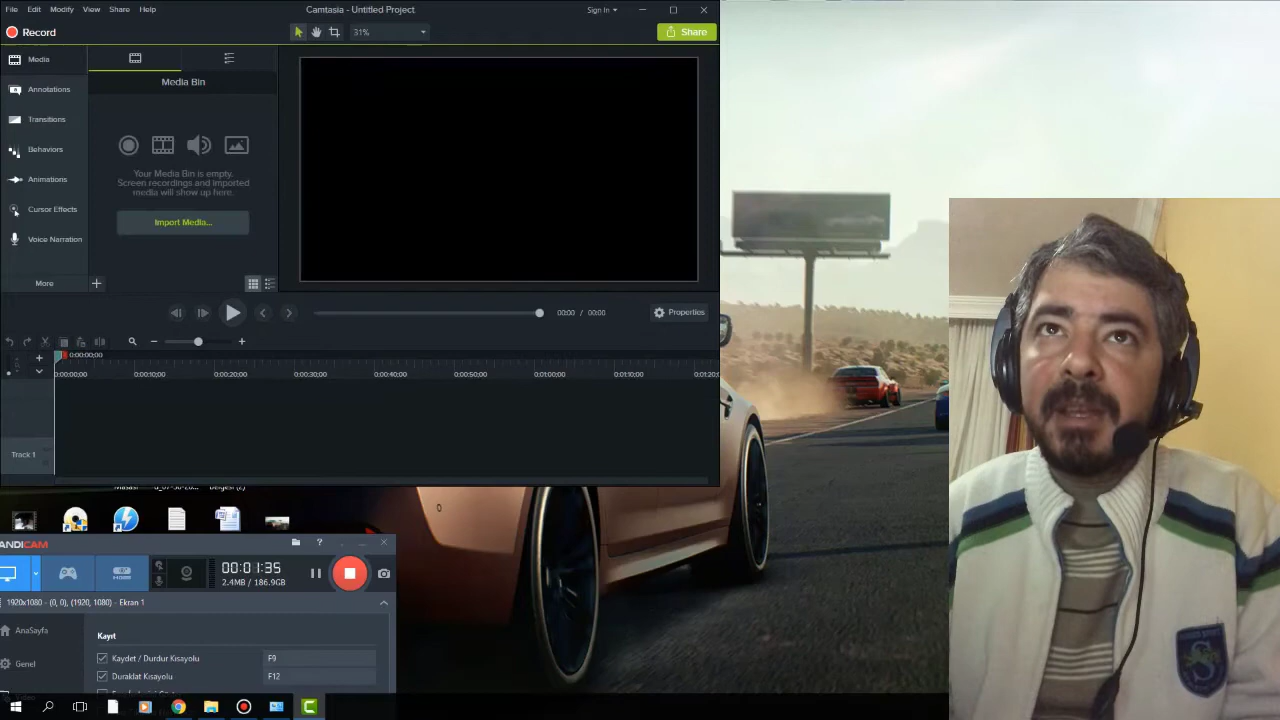 File Edit Modify View Share Help
Camtasia - Untitled Project
Sign In
Record
31%
Share
Media
Annotations
Transitions
Behaviors
Animations
Cursor Effects
Voice Narration
More
Media Bin
Your Media Bin is empty.
Screen recordings and imported
media will show up here.
Import Media...
00:00 / 00:00
Properties
0:00:00;00
0:00:00;00 0:00:10;00 0:00:20;00 0:00:30;00 0:00:40;00 0:00:50;00 0:01:00;00 0:01:10;00
Track 1
ANDICAM
00:01:35
2.4MB / 186.9GB
1920x1080 - (0, 0), (1920, 1080) - Ekran 1
AnaSayfa
Genel
Kayıt
Kaydet / Durdur Kısayolu F9
Duraklat Kısayolu F12